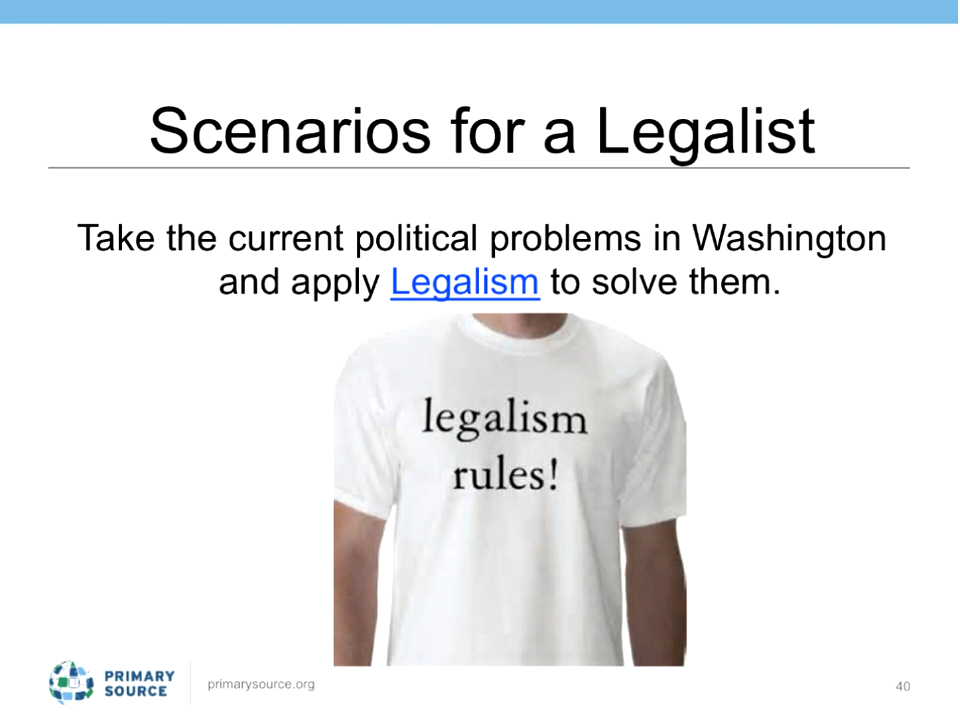 Scenarios for a Legalist
Take the current political problems in Washington
and apply Legalism to solve them.
legalism
rules!
PRIMARY
SOURCE
primarysource.org
40